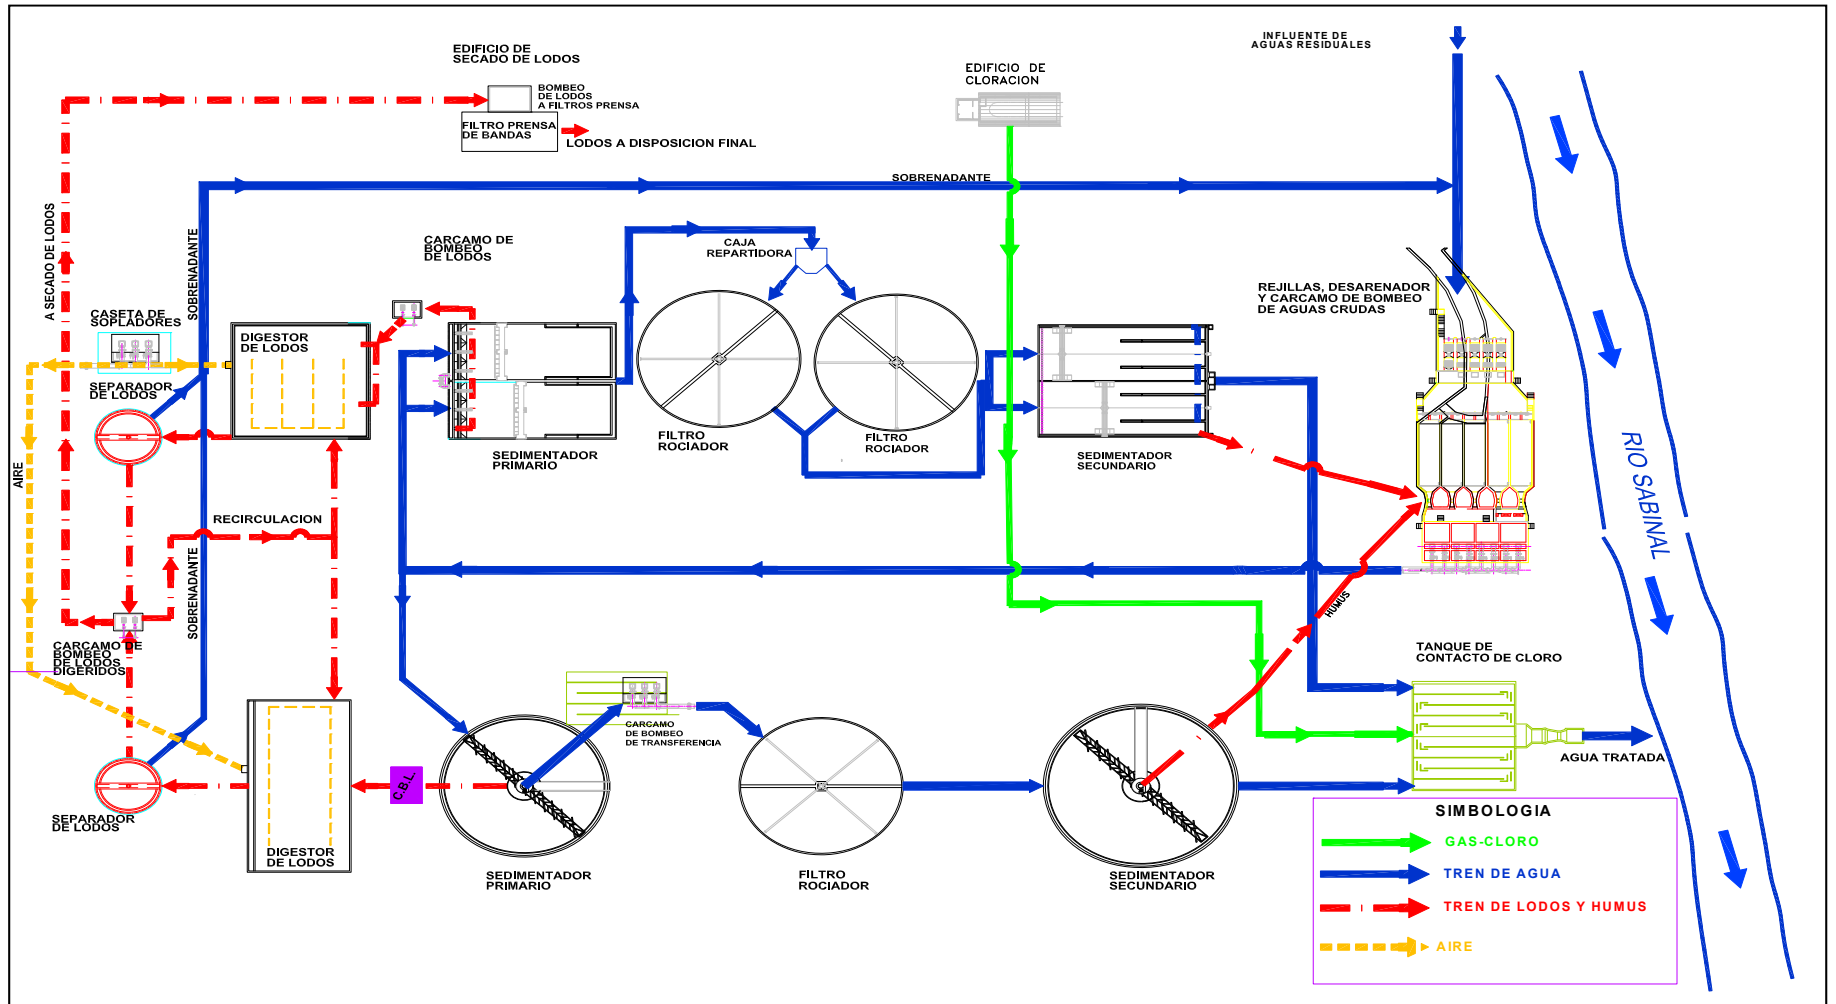 INFLUENTE DE
AGUAS RESIDUALES
EDIFICIO DE
SECADO DE LODOS
EDIFICIO DE
CLORACION
BOMBEO
DE LODOS
A FILTROS PRENSA
FILTRO PRENSA
DE BANDAS
LODOS A DISPOSICION FINAL
SOBRENADANTE
A SECADO DE LODOS
SOBRENADANTE
CARCAMO DE
BOMBEO
DE LODOS
CAJA
REPARTIDORA
REJILLAS, DESARENADOR
Y CARCAMO DE BOMBEO
DE AGUAS CRUDAS
CASETA DE
SOPLADORES
DIGESTOR
DE LODOS
SEPARADOR
DE LODOS
AIRE
FILTRO
ROCIADOR
FILTRO
ROCIADOR
SEDIMENTADOR
PRIMARIO
SEDIMENTADOR
SECUNDARIO
RIO SABINAL
RECIRCULACION
SOBRENADANTE
HUMUS
CARCAMO DE
BOMBEO
DE LODOS
DIGERIDOS
TANQUE DE
CONTACTO DE CLORO
CARCAMO
DE BOMBEO
DE TRANSFERENCIA
AGUA TRATADA
C.B.L.
SEPARADOR
DE LODOS
DIGESTOR
DE LODOS
SEDIMENTADOR
PRIMARIO
FILTRO
ROCIADOR
SEDIMENTADOR
SECUNDARIO
SIMBOLOGIA
GAS-CLORO
TREN DE AGUA
TREN DE LODOS Y HUMUS
AIRE